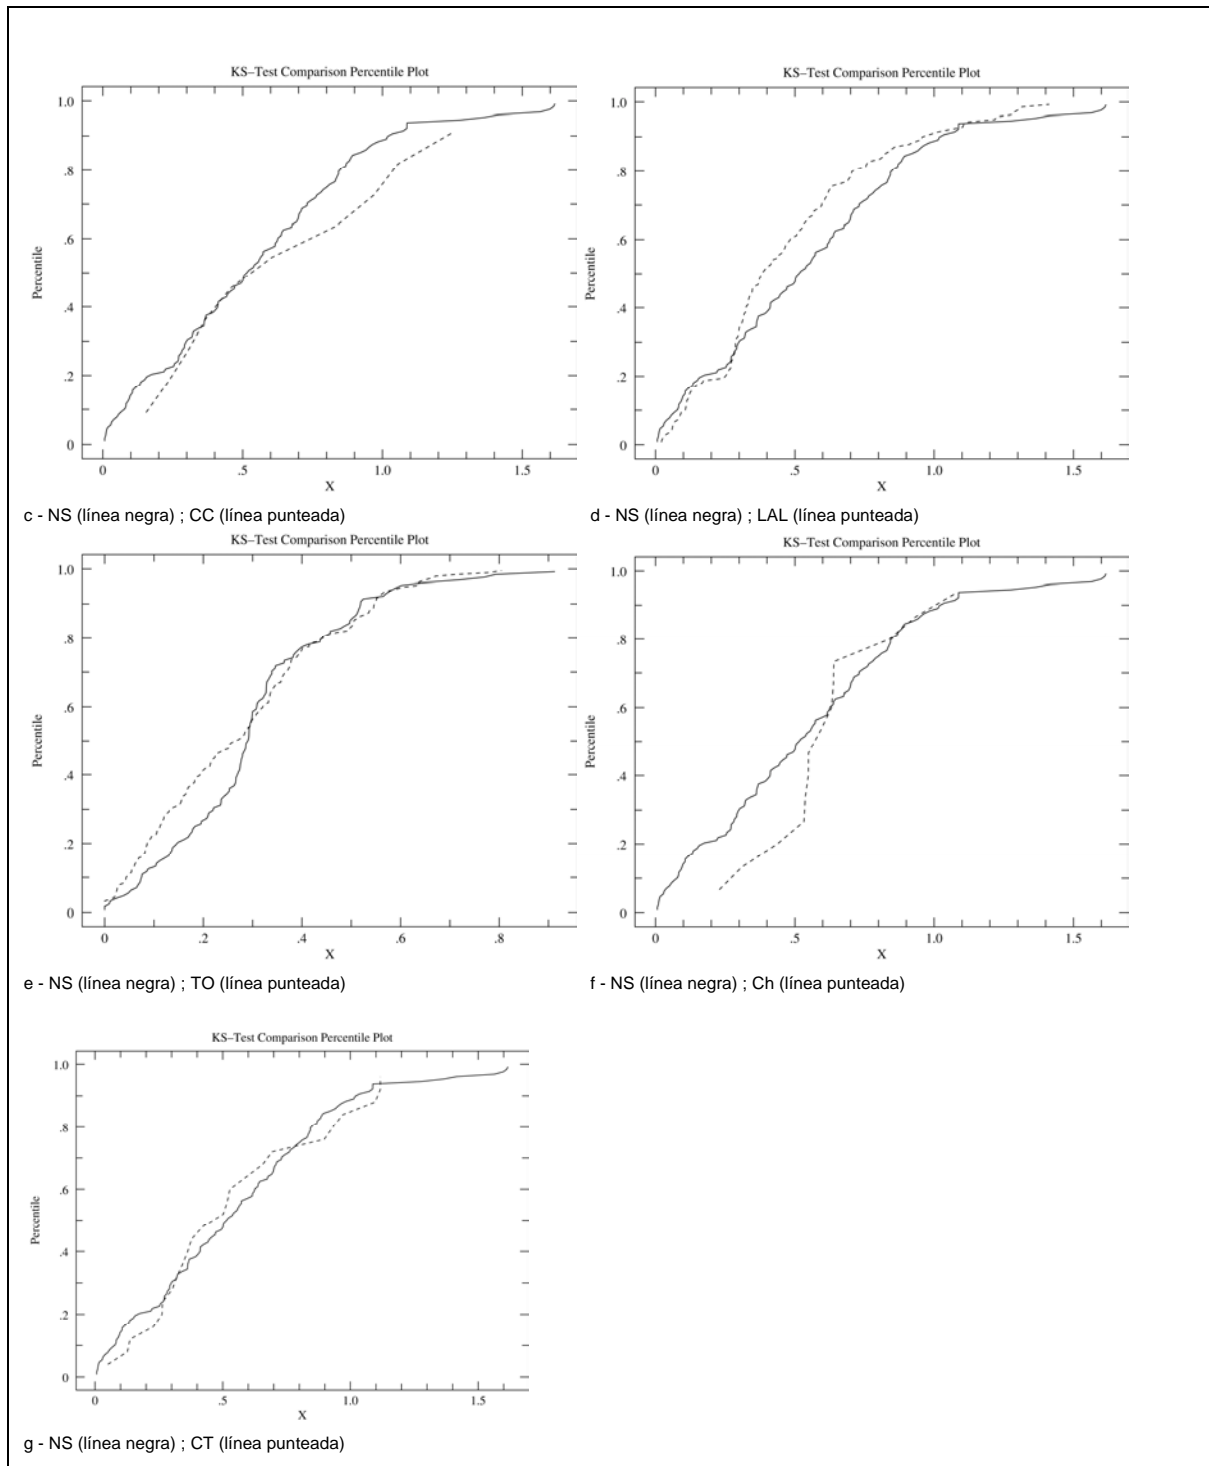 KS–Test Comparison Percentile Plot
1.0
.8
.6
.4
.2
0
Percentile
0 .5 1.0 1.5
X
c - NS (línea negra) ; CC (línea punteada)
KS–Test Comparison Percentile Plot
1.0
.8
.6
.4
.2
0
Percentile
0 .5 1.0 1.5
X
d - NS (línea negra) ; LAL (línea punteada)
KS–Test Comparison Percentile Plot
1.0
.8
.6
.4
.2
0
Percentile
0 .2 .4 .6 .8
X
e - NS (línea negra) ; TO (línea punteada)
KS–Test Comparison Percentile Plot
1.0
.8
.6
.4
.2
0
Percentile
0 .5 1.0 1.5
X
f - NS (línea negra) ; Ch (línea punteada)
KS–Test Comparison Percentile Plot
1.0
.8
.6
.4
.2
0
Percentile
0 .5 1.0 1.5
X
g - NS (línea negra) ; CT (línea punteada)